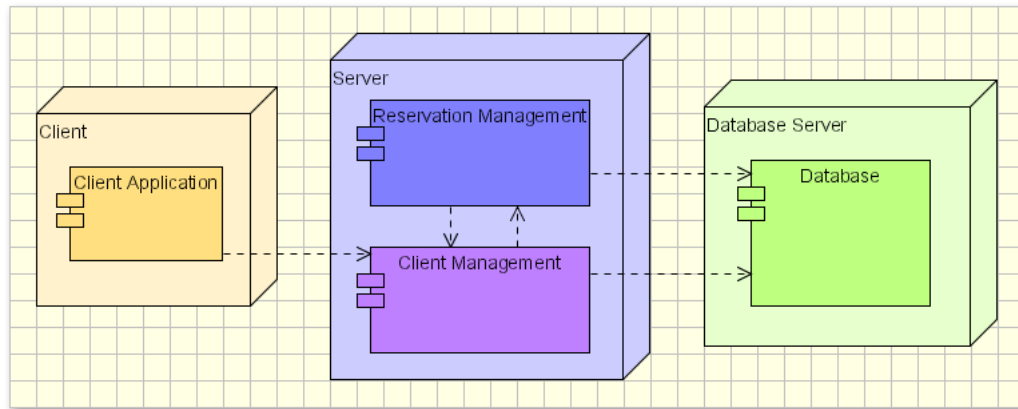 Client
Client Application
Server
Reservation Management
Client Management
Database Server
Database